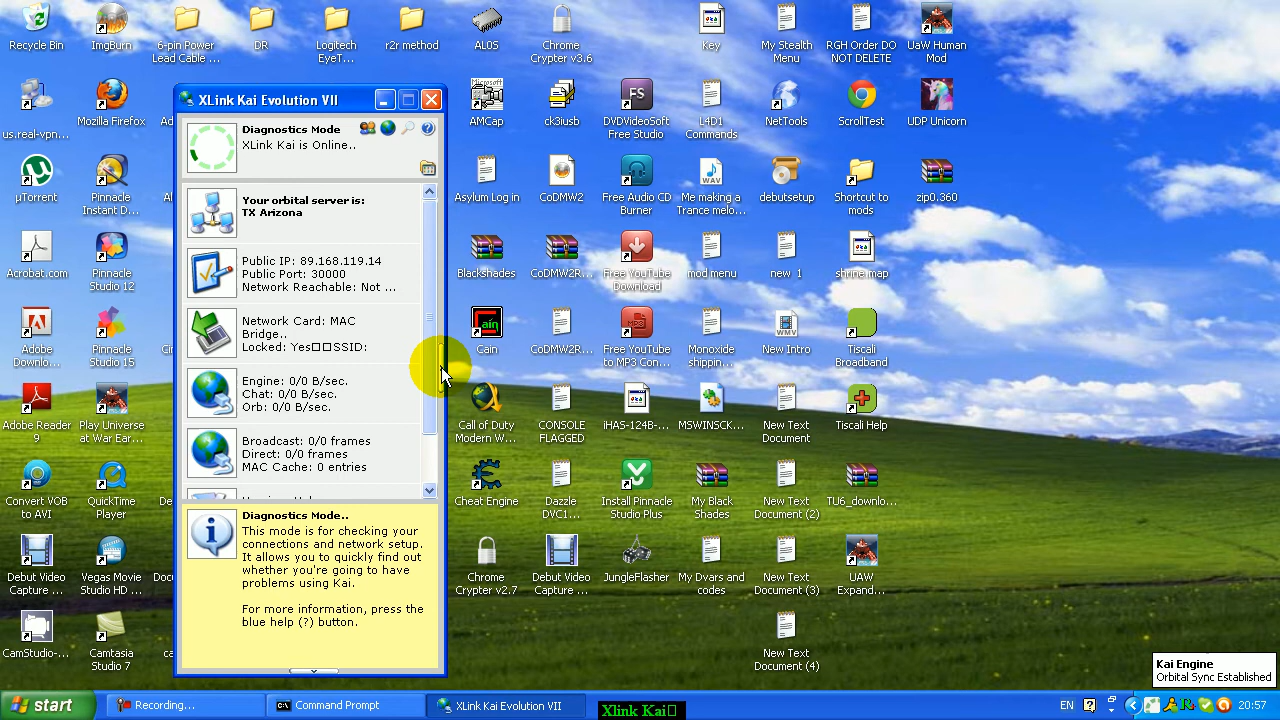 Recycle Bin
ImgBurn
6-pin Power
Lead Cable ...
DR
Logitech
EyeT...
r2r method
AL0S
Chrome
Crypter v3.6
Key
My Stealth
Menu
RGH Order DO
NOT DELETE
UaW Human
Mod
us.real-vpn...
Mozilla Firefox
AMCap
ck3iusb
DVDVideoSoft
Free Studio
L4D1
Commands
NetTools
ScrollTest
UDP Unicorn
µTorrent
Pinnacle
Instant D...
Asylum Log in
CoDMW2
Free Audio CD
Burner
Me making a
Trance melo...
debutsetup
Shortcut to
mods
zip0.360
Acrobat.com
Pinnacle
Studio 12
Blackshades
CoDMW2R...
Free YouTube
Download
mod menu
new_1
shrine.map
Adobe
Downlo...
Pinnacle
Studio 15
Cain
CoDMW2R...
Free YouTube
to MP3 Con...
Monoxide
shippin...
New Intro
Tiscali
Broadband
Adobe Reader
9
Play Universe
at War Ear...
Call of Duty
Modern W...
CONSOLE
FLAGGED
iHAS-124B-...
MSWINSCK...
New Text
Document
Tiscali Help
Convert VOB
to AVI
QuickTime
Player
Cheat Engine
Dazzle
DVC1...
Install Pinnacle
Studio Plus
My Black
Shades
New Text
Document (2)
TU6_downlo...
Debut Video
Capture ...
Vegas Movie
Studio HD ...
Chrome
Crypter v2.7
Debut Video
Capture ...
JungleFlasher
My Dvars and
codes
New Text
Document (3)
UAW
Expand...
CamStudio-...
Camtasia
Studio 7
New Text
Document (4)
XLink Kai Evolution VII
Diagnostics Mode
XLink Kai is Online..
Your orbital server is:
TX Arizona
Public IP: 89.168.119.14
Public Port: 30000
Network Reachable: Not ...
Network Card: MAC
Bridge
Locked: Yes▯▯SSID:
Engine: 0/0 B/sec.
Chat: 0/0 B/sec.
Orb: 0/0 B/sec.
Broadcast: 0/0 frames
Direct: 0/0 frames
MAC Cache: 0 entries
Diagnostics Mode..
This mode is for checking your
connections and network setup.
It allows you to quickly find out
whether you're going to have
problems using Kai.
For more information, press the
blue help (?) button.
Kai Engine
Orbital Sync Established
start
Recording...
Command Prompt
XLink Kai Evolution VII
Xlink Kai▯
EN
20:57